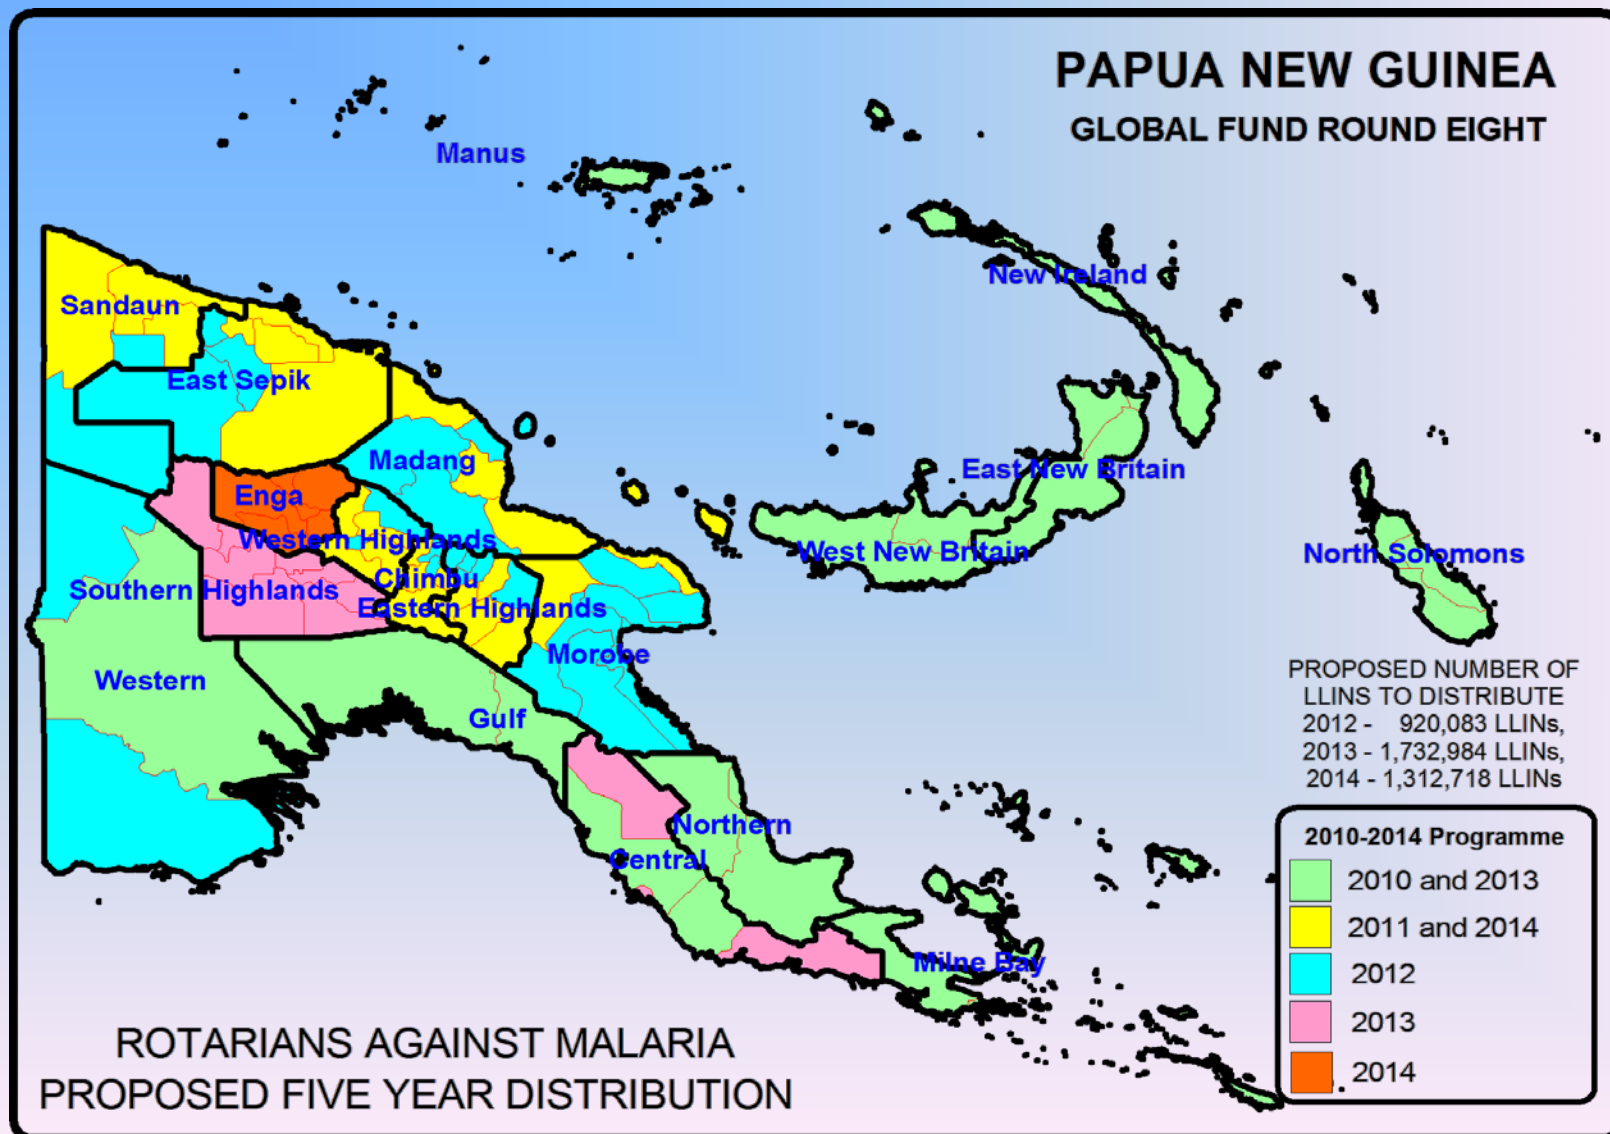 PAPUA NEW GUINEA
GLOBAL FUND ROUND EIGHT
Manus
New Ireland
Sandaun
East Sepik
Madang
East New Britain
Enga
Western Highlands
West New Britain
North Solomons
Chimbu
Southern Highlands
Eastern Highlands
Morobe
Western
Gulf
PROPOSED NUMBER OF
LLINS TO DISTRIBUTE
2012 - 920,083 LLINs,
2013 - 1,732,984 LLINs,
2014 - 1,312,718 LLINs
Northern
Central
Milne Bay
2010-2014 Programme
2010 and 2013
2011 and 2014
2012
2013
2014
ROTARIANS AGAINST MALARIA
PROPOSED FIVE YEAR DISTRIBUTION